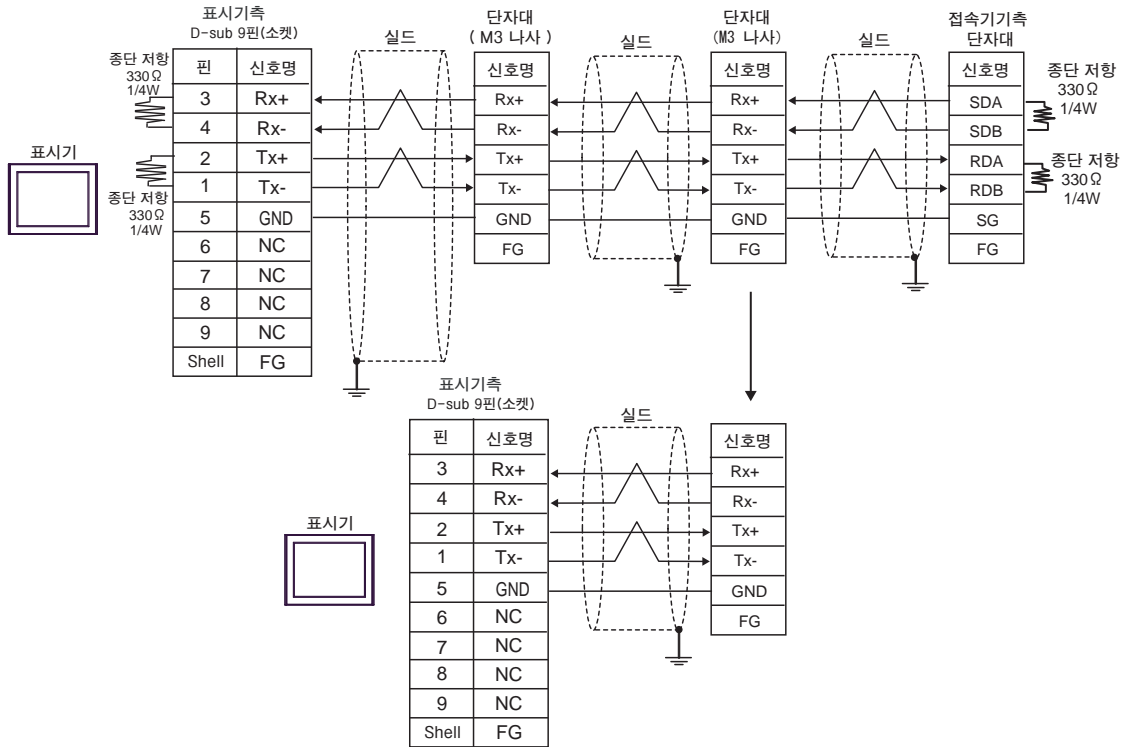 표시기측
D-sub 9핀(소켓)
실드
단자대
( M3 나사 )
실드
단자대
(M3 나사)
실드
접속기기측
단자대
종단 저항
330Ω
1/4W
핀 신호명
3 Rx+
4 Rx-
2 Tx+
1 Tx-
5 GND
6 NC
7 NC
8 NC
9 NC
Shell FG
표시기
종단 저항
330Ω
1/4W
신호명
Rx+
Rx-
Tx+
Tx-
GND
FG
신호명
Rx+
Rx-
Tx+
Tx-
GND
FG
신호명
SDA
SDB
RDA
RDB
SG
FG
종단 저항
330Ω
1/4W
종단 저항
330Ω
1/4W
표시기측
D-sub 9핀(소켓)
실드
핀 신호명
3 Rx+
4 Rx-
2 Tx+
1 Tx-
5 GND
6 NC
7 NC
8 NC
9 NC
Shell FG
표시기
신호명
Rx+
Rx-
Tx+
Tx-
GND
FG